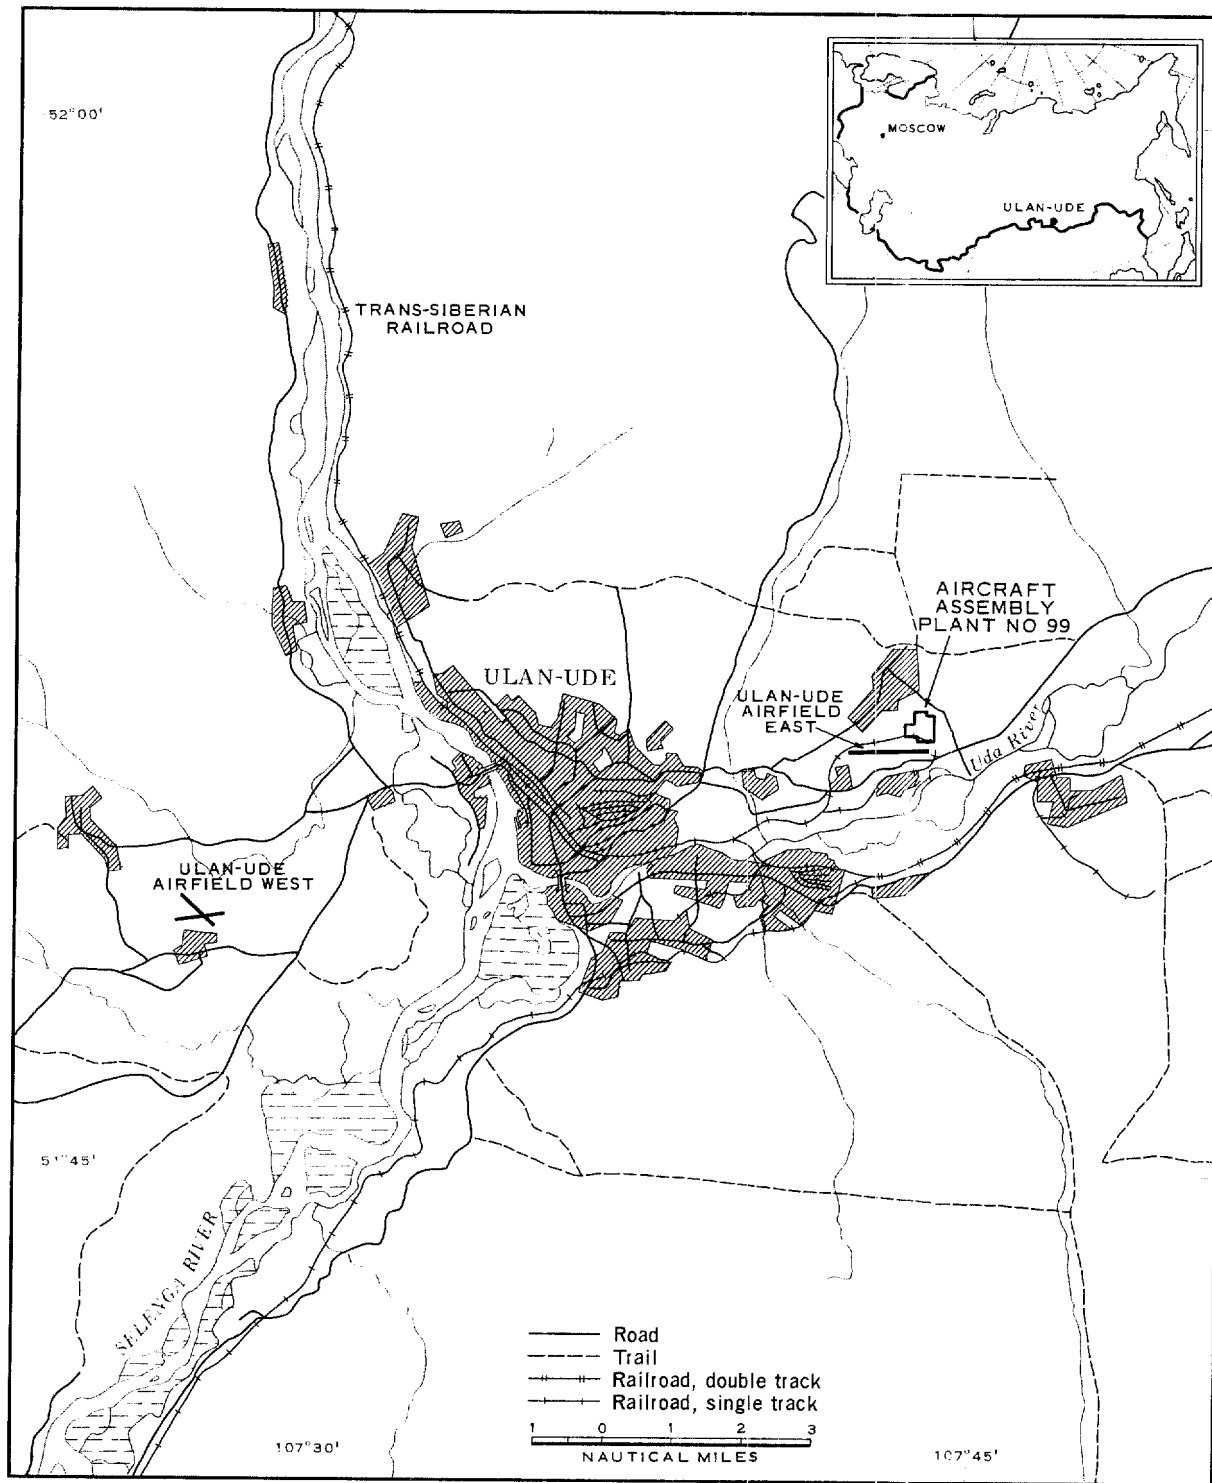 52°00'
MOSCOW
ULAN-UDE
TRANS-SIBERIAN
RAILROAD
AIRCRAFT
ASSEMBLY
PLANT NO 99
ULAN-UDE
ULAN-UDE
AIRFIELD
EAST
Uda River
ULAN-UDE
AIRFIELD WEST
51°45'
SELENGA RIVER
Road
Trail
Railroad, double track
Railroad, single track
1 0 1 2 3
NAUTICAL MILES
107°30'
107°45'